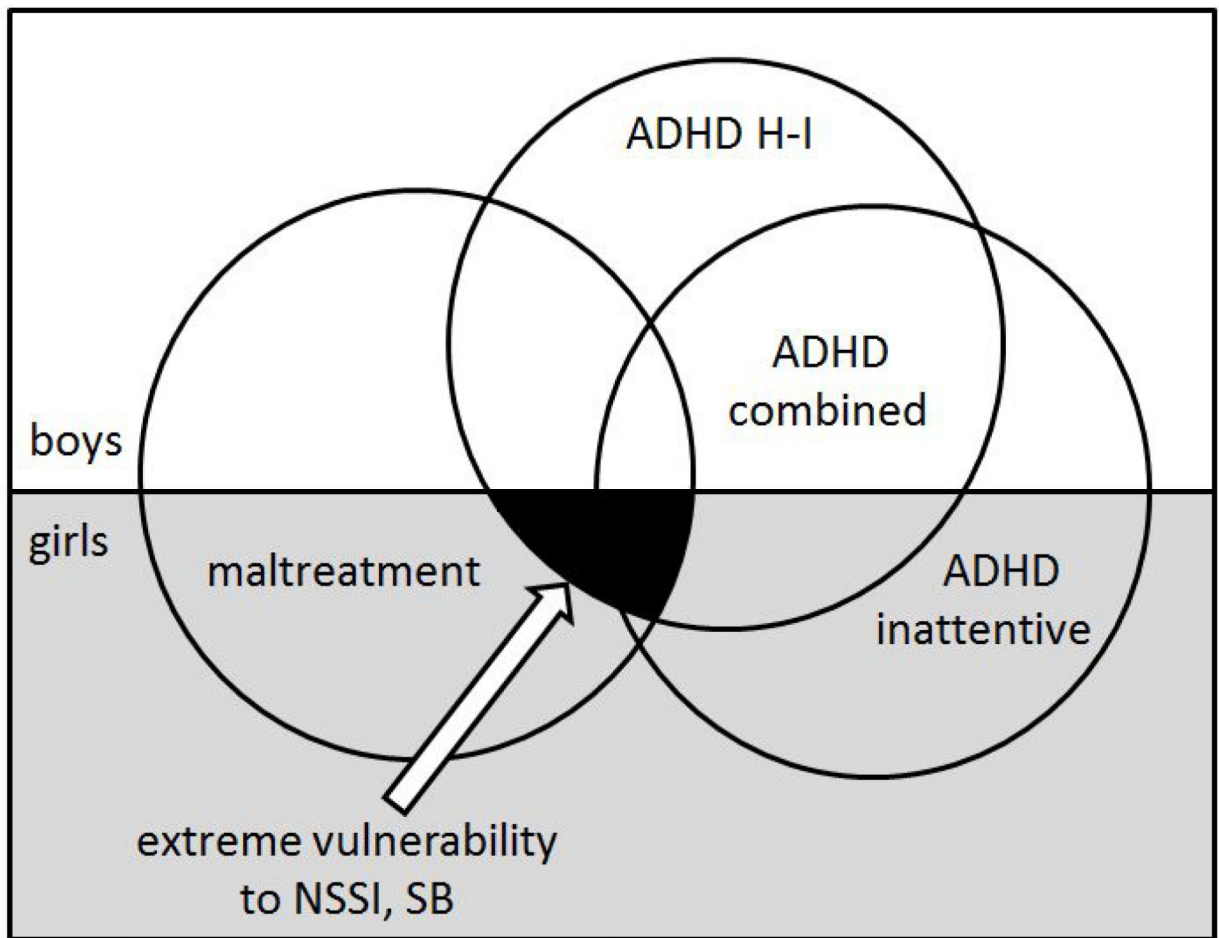 ADHD H-I
ADHD
combined
boys
girls
maltreatment
ADHD
inattentive
extreme vulnerability
to NSSI, SB